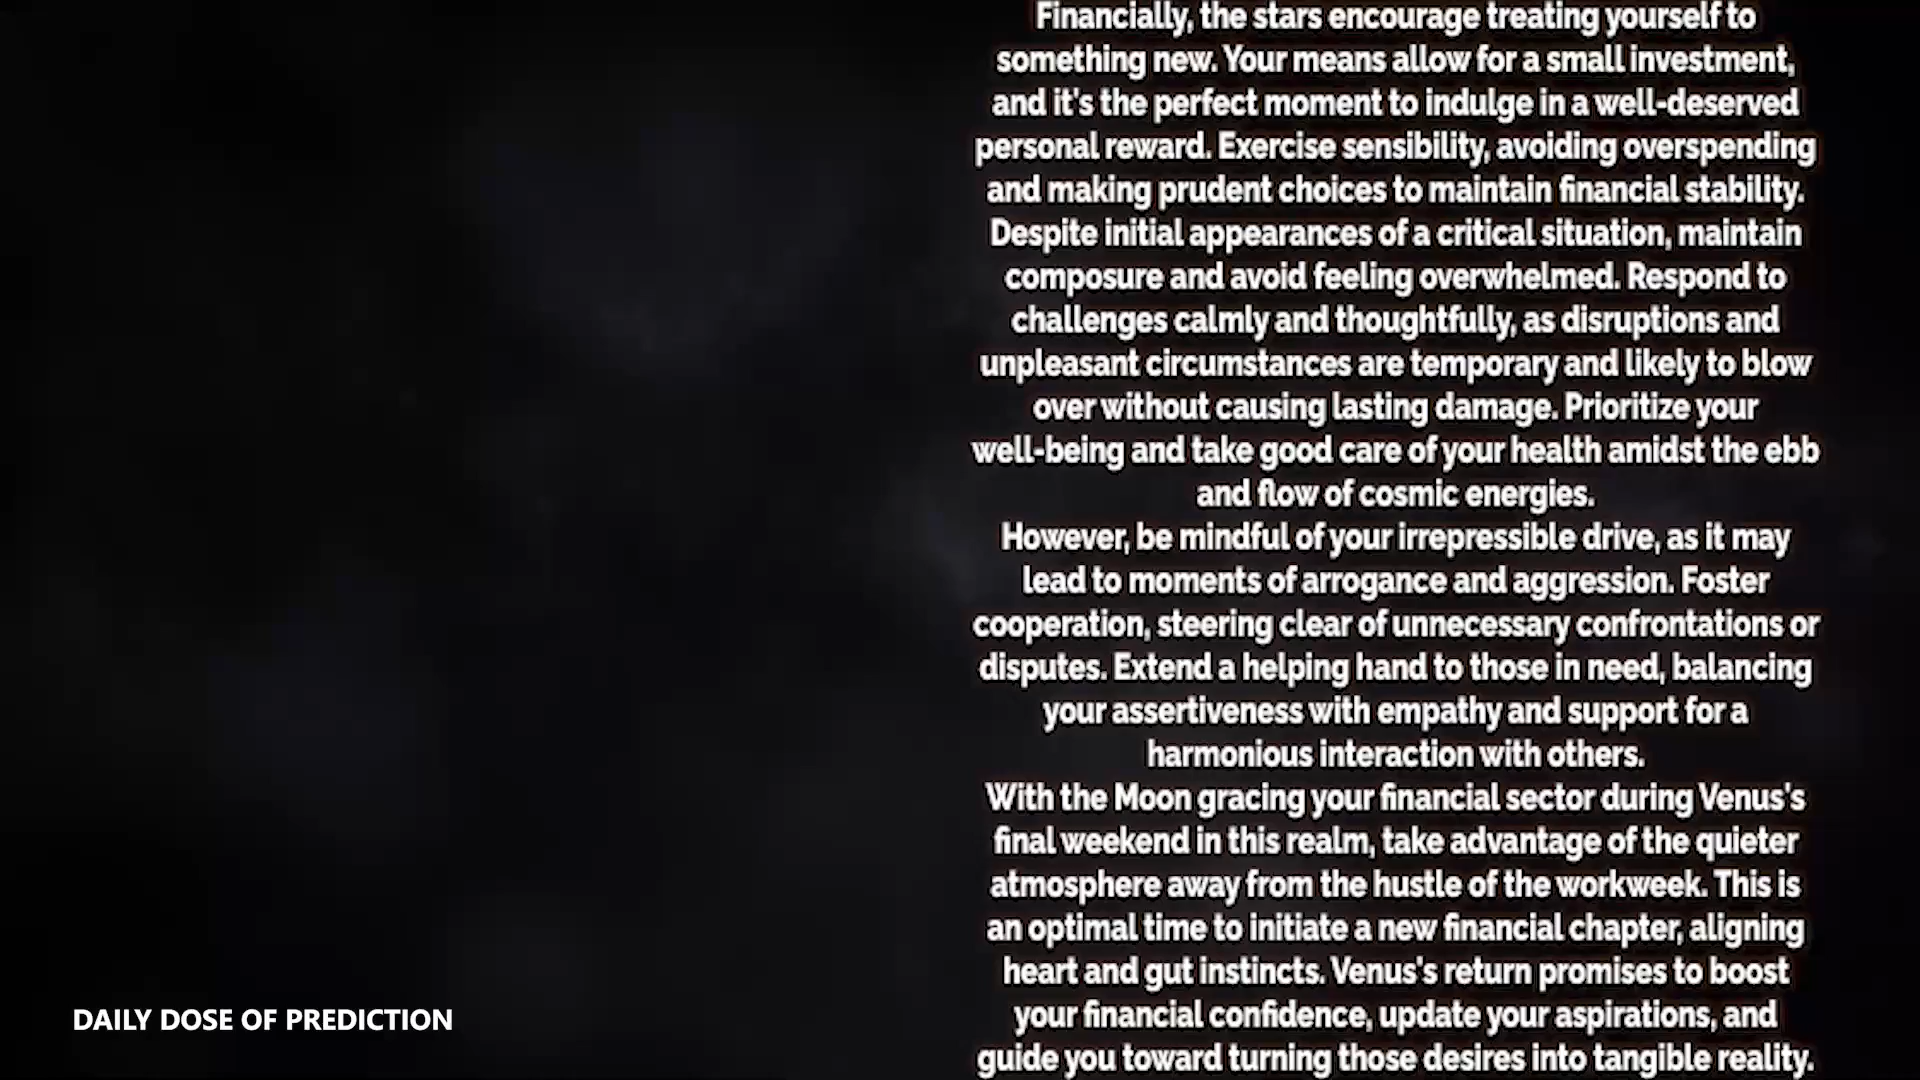 Financially, the stars encourage treating yourself to
something new. Your means allow for a small investment,
and it's the perfect moment to indulge in a well-deserved
personal reward. Exercise sensibility, avoiding overspending
and making prudent choices to maintain financial stability.
Despite initial appearances of a critical situation, maintain
composure and avoid feeling overwhelmed. Respond to
challenges calmly and thoughtfully, as disruptions and
unpleasant circumstances are temporary and likely to blow
over without causing lasting damage. Prioritize your
well-being and take good care of your health amidst the ebb
and flow of cosmic energies.
However, be mindful of your irrepressible drive, as it may
lead to moments of arrogance and aggression. Foster
cooperation, steering clear of unnecessary confrontations or
disputes. Extend a helping hand to those in need, balancing
your assertiveness with empathy and support for a
harmonious interaction with others.
With the Moon gracing your financial sector during Venus's
final weekend in this realm, take advantage of the quieter
atmosphere away from the hustle of the workweek. This is
an optimal time to initiate a new financial chapter, aligning
heart and gut instincts. Venus's return promises to boost
your financial confidence, update your aspirations, and
guide you toward turning those desires into tangible reality.
DAILY DOSE OF PREDICTION